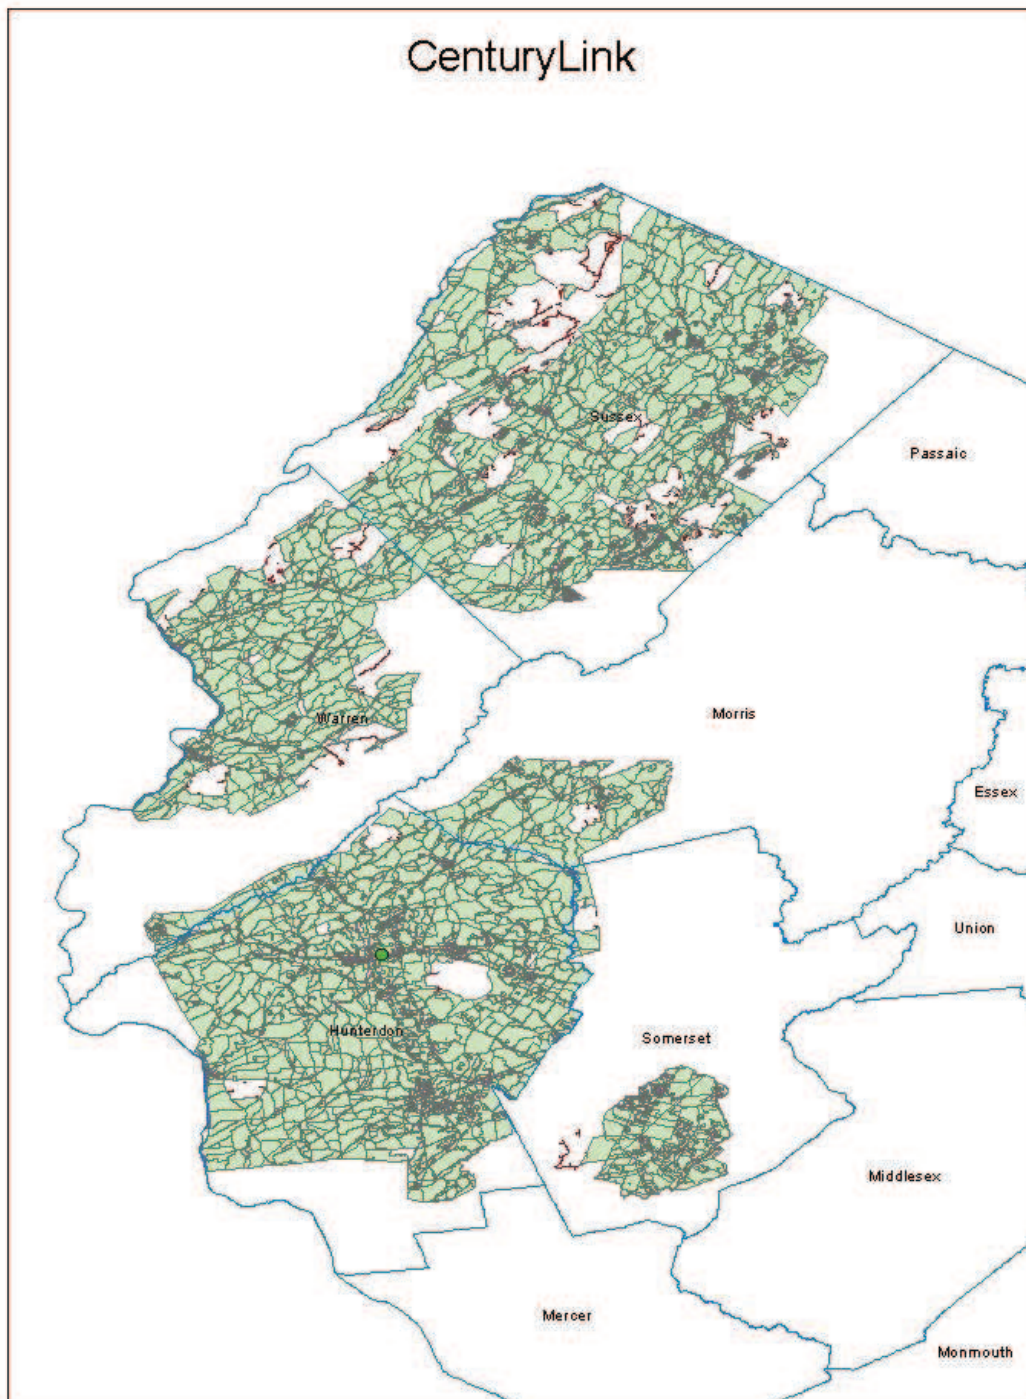 CenturyLink
Sussex
Passaic
Warren
Morris
Essex
Union
Hunterdon
Somerset
Middlesex
Mercer
Monmouth